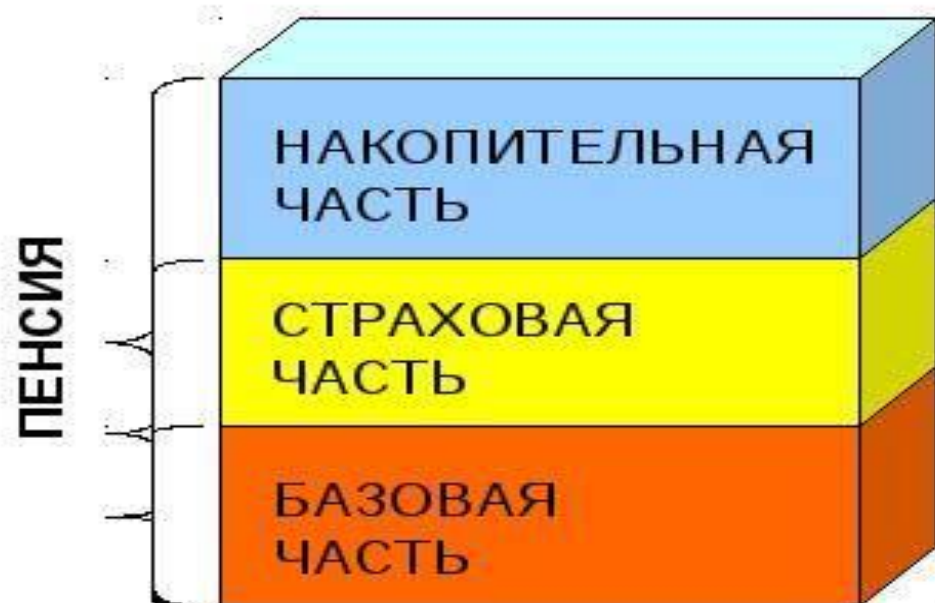 ПЕНСИЯ
НАКОПИТЕЛЬНАЯ
ЧАСТЬ
СТРАХОВАЯ
ЧАСТЬ
БАЗОВАЯ
ЧАСТЬ